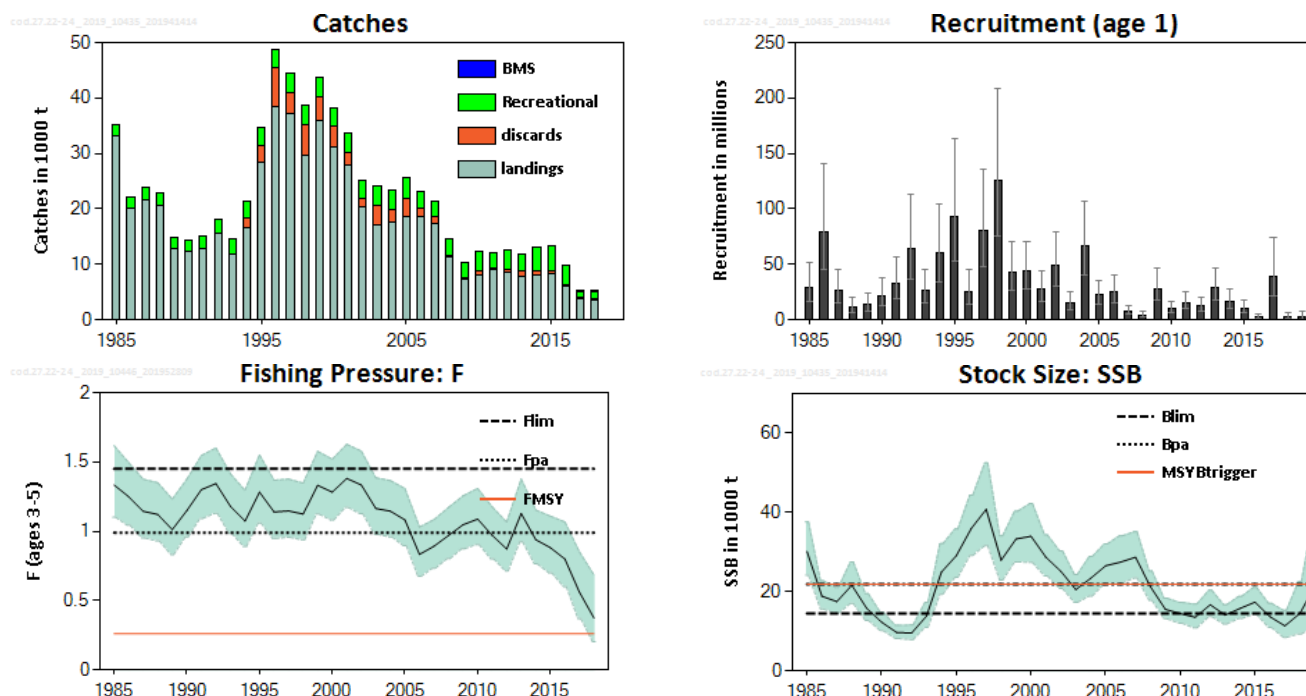 cod.27.22-24_2019_10435_201941414
Catches
50
40
30
20
10
0
Catches in 1000 t
BMS
Recreational
discards
landings
1985
1995
2005
2015
cod.27.22-24_2019_10435_201941414
Recruitment (age 1)
250
200
150
100
50
0
Recruitment in millions
1985
1990
1995
2000
2005
2010
2015
cod.27.22-24_2019_10446_201952809
Fishing Pressure: F
2
1.5
1
0.5
0
F (ages 3-5)
Flim
Fpa
FMSY
1985
1990
1995
2000
2005
2010
2015
cod.27.22-24_2019_10435_201941414
Stock Size: SSB
60
40
20
0
SSB in 1000 t
Blim
Bpa
MSYBtrigger
1985
1990
1995
2000
2005
2010
2015